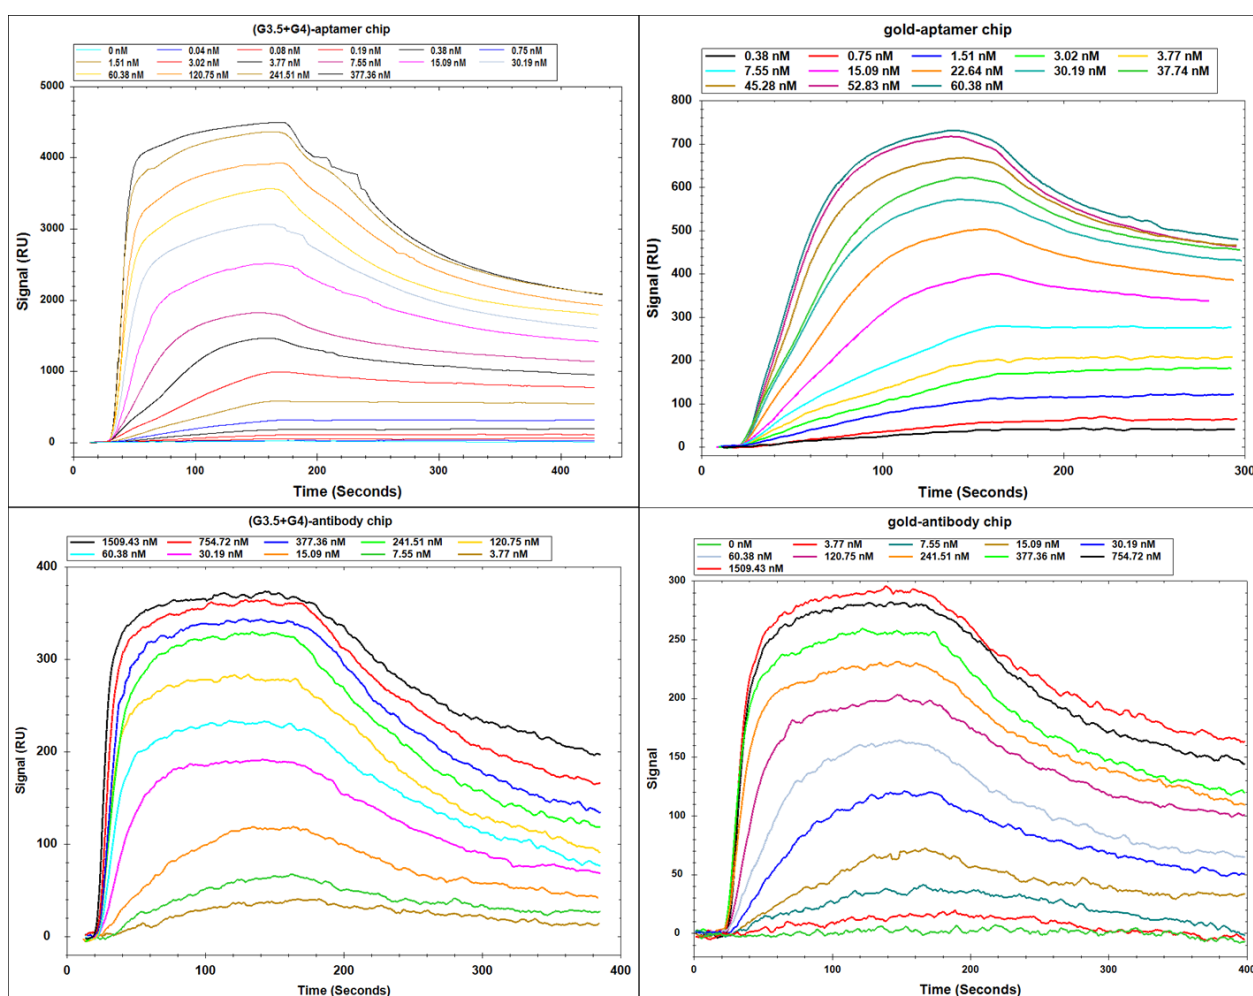 (G3.5+G4)-aptamer chip
0 nM 0.04 nM 0.08 nM 0.19 nM 0.38 nM 0.75 nM
1.51 nM 3.02 nM 3.77 nM 7.55 nM 15.09 nM 30.19 nM
60.38 nM 120.75 nM 241.51 nM 377.36 nM
5000
4000
3000
2000
1000
0
Signal (RU)
0 100 200 300 400
Time (Seconds)
gold-aptamer chip
0.38 nM 0.75 nM 1.51 nM 3.02 nM 3.77 nM
7.55 nM 15.09 nM 22.64 nM 30.19 nM 37.74 nM
45.28 nM 52.83 nM 60.38 nM
800
700
600
500
400
300
200
100
0
Signal (RU)
0 100 200 300
Time (Seconds)
(G3.5+G4)-antibody chip
1509.43 nM 754.72 nM 377.36 nM 241.51 nM 120.75 nM
60.38 nM 30.19 nM 15.09 nM 7.55 nM 3.77 nM
400
300
200
100
0
Signal (RU)
0 100 200 300 400
Time (Seconds)
gold-antibody chip
0 nM 3.77 nM 7.55 nM 15.09 nM 30.19 nM
60.38 nM 120.75 nM 241.51 nM 377.36 nM 754.72 nM
1509.43 nM
300
250
200
150
100
50
0
Signal
0 100 200 300 400
Time (Seconds)